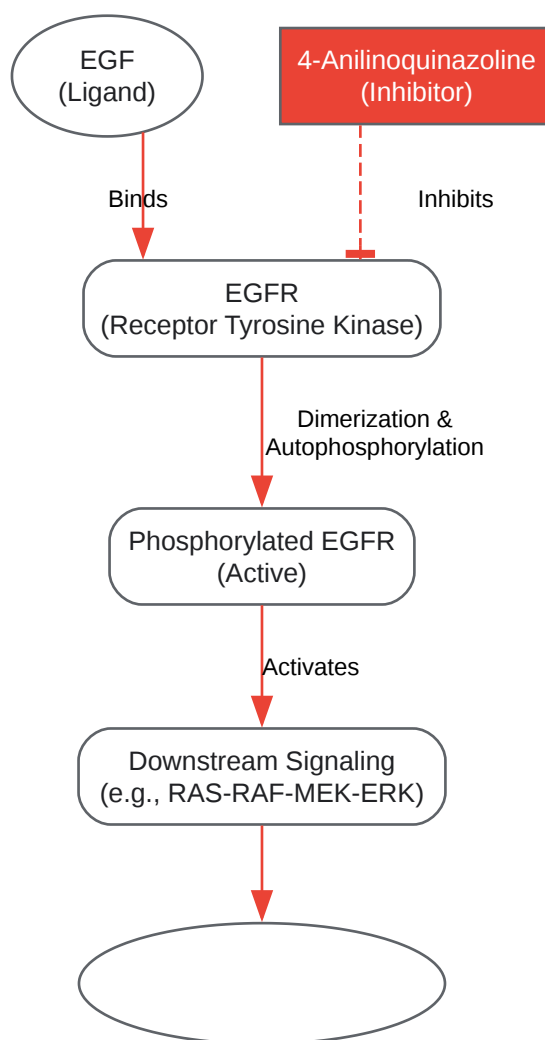 EGF
(Ligand)
4-Anilinoquinazoline
(Inhibitor)
Binds
Inhibits
EGFR
(Receptor Tyrosine Kinase)
Dimerization &
Autophosphorylation
Phosphorylated EGFR
(Active)
Activates
Downstream Signaling
(e.g., RAS-RAF-MEK-ERK)